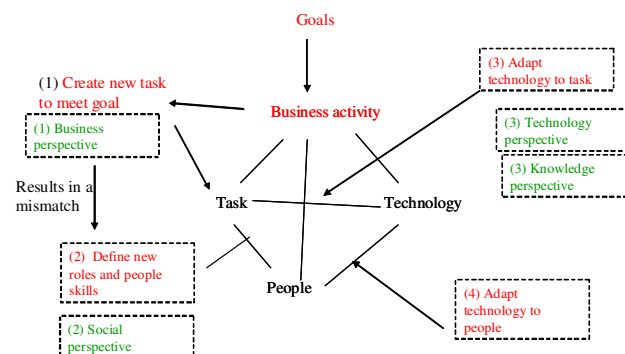 Goals
(1) Create new task
to meet goal
(1) Business
perspective
Business activity
(3) Adapt
technology to task
(3) Technology
perspective
(3) Knowledge
perspective
Results in a
mismatch
Task
Technology
(2) Define new
roles and people
skills
People
(4) Adapt
technology to
people
(2) Social
perspective